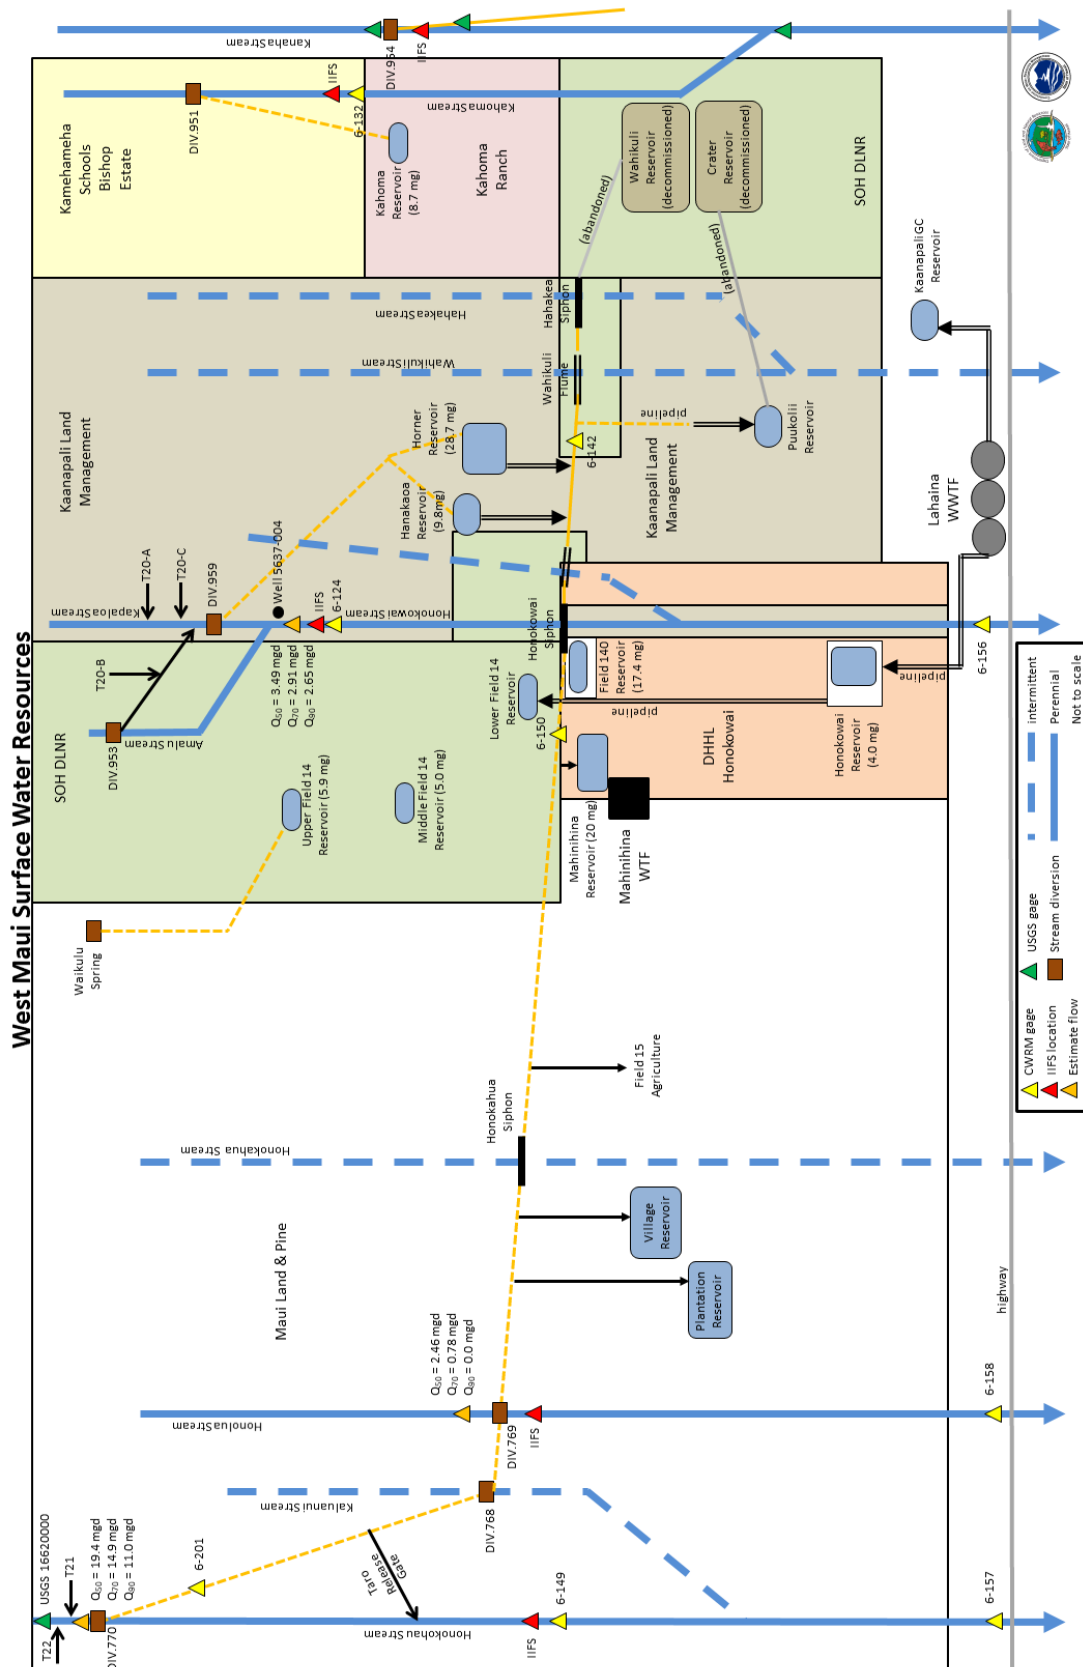 West Maui Surface Water Resources
T22
USGS 16620000
T21
Q50 = 19.4 mgd
Q70 = 14.9 mgd
Q90 = 11.0 mgd
DIV.770
6-201
Taro
Release
Gate
Honokohau Stream
IIFS
6-149
6-157
Kaluanui Stream
DIV.768
Honolua Stream
Q50 = 2.46 mgd
Q70 = 0.78 mgd
Q90 = 0.0 mgd
DIV.769
IIFS
6-158
Maui Land & Pine
Plantation
Reservoir
Village
Reservoir
highway
Honokahua Stream
Honokahua
Siphon
Field 15
Agriculture
Waikulu
Spring
SOH DLNR
Upper Field 14
Reservoir (5.9 mg)
Middle Field 14
Reservoir (5.0 mg)
DIV.953
Amalu Stream
T20-B
Kapaloa Stream
T20-A
T20-C
DIV.959
Well 5637-004
Q50 = 3.49 mgd
Q70 = 2.91 mgd
Q90 = 2.65 mgd
IIFS
6-124
Honokowai Stream
Lower Field 14
Reservoir
6-150
Honokowai
Siphon
Mahinihina
Reservoir (20 mg)
Mahinihina
WTF
Field 140
Reservoir
(17.4 mg)
pipeline
DHHL
Honokowai
Honokowai
Reservoir
(4.0 mg)
pipeline
6-156
Kaanapali Land
Management
Hanakaoa
Reservoir
(9.8mg)
Horner
Reservoir
(28.7 mg)
Wahikuli Stream
Hahakea Stream
6-142
Wahikuli
Flume
Hahakea
Siphon
Kaanapali Land
Management
pipeline
Puukolii
Reservoir
Lahaina
WWTF
Kaanapali GC
Reservoir
Kamehameha
Schools
Bishop
Estate
DIV.951
IIFS
6-132
Kahoma
Reservoir
(8.7 mg)
Kahoma
Ranch
Kahoma Stream
Kanaha Stream
DIV.954
IIFS
(abandoned)
(abandoned)
Wahikuli
Reservoir
(decommissioned)
Crater
Reservoir
(decommissioned)
SOH DLNR
CWRM gage
IIFS location
Estimate flow
USGS gage
Stream diversion
intermittent
Perennial
Not to scale